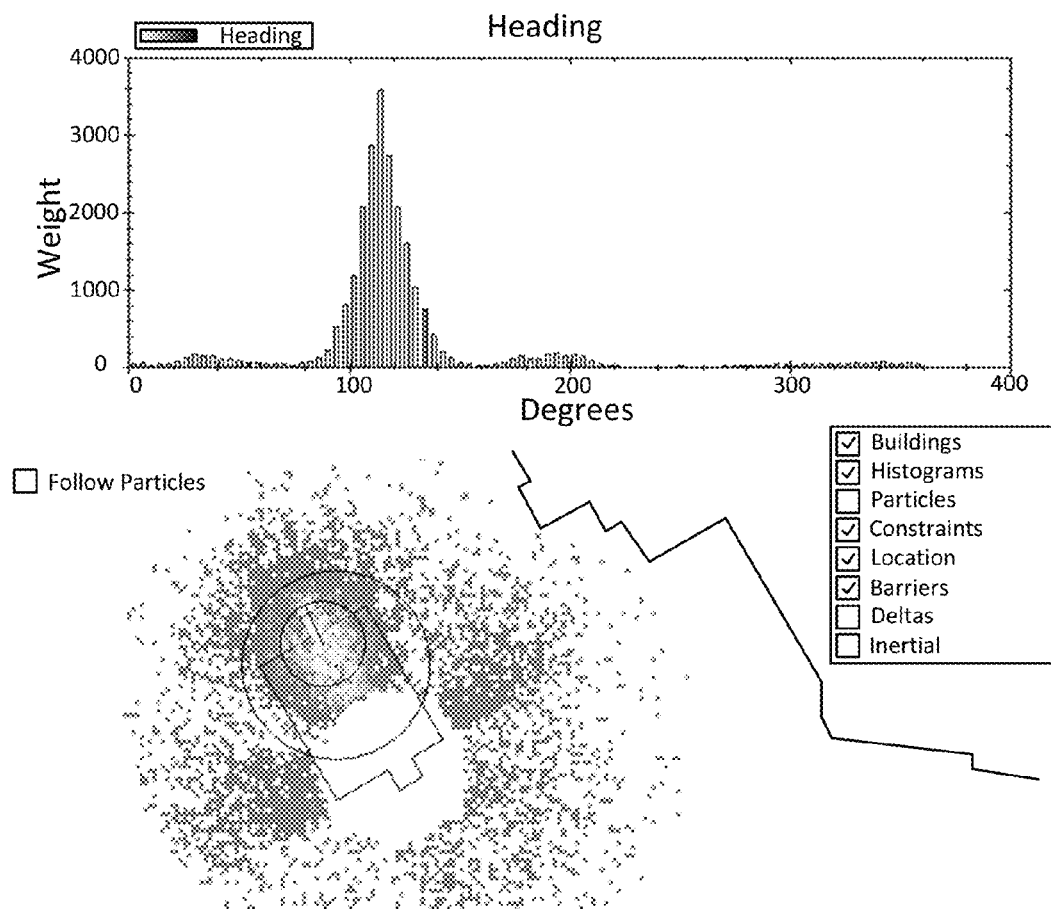 Heading
Heading
4000
3000
2000
1000
0
Weight
0 100 200 300 400
Degrees
Follow Particles
Buildings
Histograms
Particles
Constraints
Location
Barriers
Deltas
Inertial